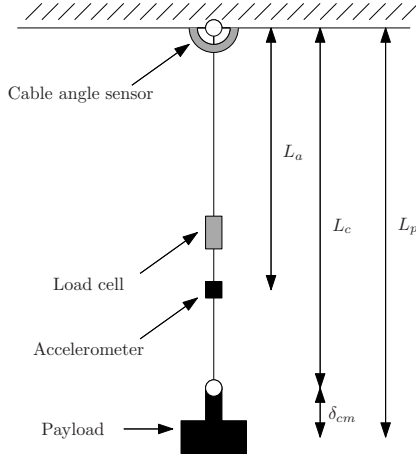 Cable angle sensor
L_a
L_c
L_p
Load cell
Accelerometer
δ_cm
Payload